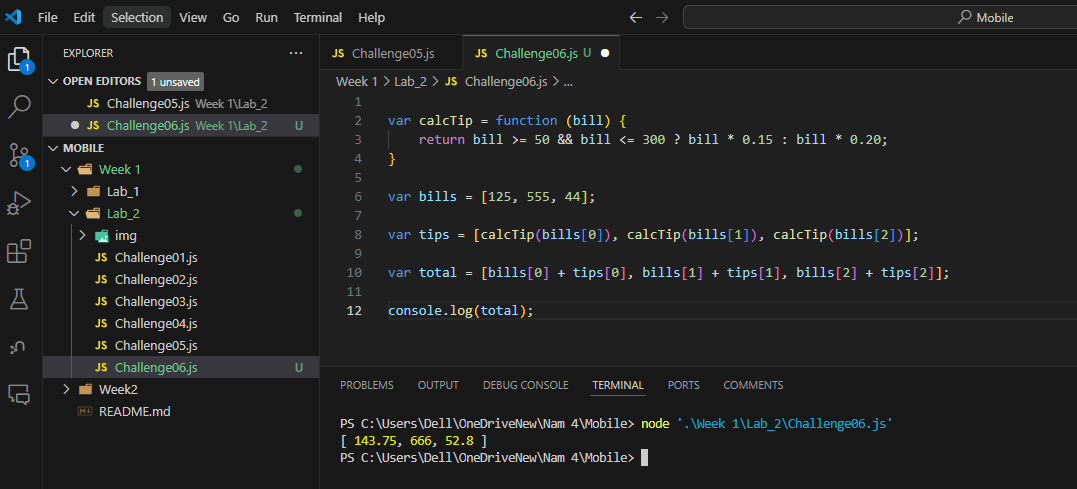 File Edit Selection View Go Run Terminal Help
Mobile
EXPLORER
OPEN EDITORS 1 unsaved
JS Challenge05.js Week 1\Lab_2
JS Challenge06.js Week 1\Lab_2 U
MOBILE
Week 1
Lab_1
Lab_2
img
JS Challenge01.js
JS Challenge02.js
JS Challenge03.js
JS Challenge04.js
JS Challenge05.js
JS Challenge06.js U
Week2
README.md
1
1
JS Challenge05.js
JS Challenge06.js U
Week 1 > Lab_2 > JS Challenge06.js > ...
1
2 var calcTip = function (bill) {
3 return bill >= 50 && bill <= 300 ? bill * 0.15 : bill * 0.20;
4 }
5
6 var bills = [125, 555, 44];
7
8 var tips = [calcTip(bills[0]), calcTip(bills[1]), calcTip(bills[2])];
9
10 var total = [bills[0] + tips[0], bills[1] + tips[1], bills[2] + tips[2]];
11
12 console.log(total);
PROBLEMS OUTPUT DEBUG CONSOLE TERMINAL PORTS COMMENTS
PS C:\Users\Dell\OneDriveNew\Nam 4\Mobile> node '.\Week 1\Lab_2\Challenge06.js'
[ 143.75, 666, 52.8 ]
PS C:\Users\Dell\OneDriveNew\Nam 4\Mobile>